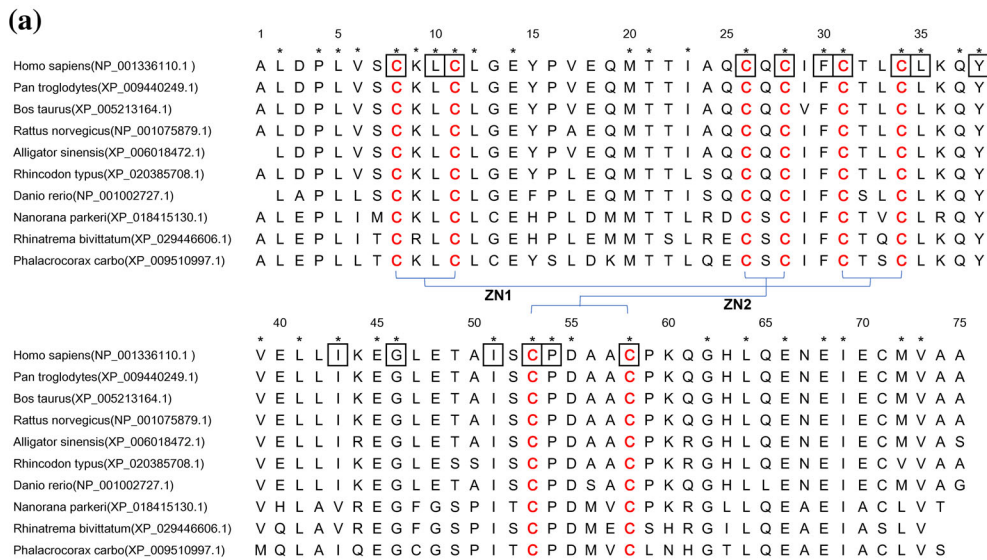 (a)
1 5 10 15 20 25 30 35
* * * * * * * * * * * * * * * * * * * *
Homo sapiens(NP_001336110.1) A L D P L V S C K L C L G E Y P V E Q M T T I A Q C Q C I F C T L C L K Q Y
Pan troglodytes(XP_009440249.1) A L D P L V S C K L C L G E Y P V E Q M T T I A Q C Q C I F C T L C L K Q Y
Bos taurus(XP_005213164.1) A L D P L V S C K L C L G E Y P V E Q M T T I A Q C Q C V F C T L C L K Q Y
Rattus norvegicus(NP_001075879.1) A L D P L V S C K L C L G E Y P A E Q M T T I A Q C Q C I F C T L C L K Q Y
Alligator sinensis(XP_006018472.1) L D P L V S C K L C L G E Y P V E Q M T T I A Q C Q C I F C T L C L K Q Y
Rhincodon typus(XP_020385708.1) A L D P L V S C K L C L G E Y P L E Q M T T L S Q C Q C I F C T L C L K Q Y
Danio rerio(NP_001002727.1) L A P L L S C K L C L G E F P L E Q M T T I S Q C Q C I F C S L C L K Q Y
Nanorana parkeri(XP_018415130.1) A L E P L I M C K L C L C E H P L D M M T T L R D C S C I F C T V C L R Q Y
Rhinatrema bivittatum(XP_029446606.1) A L E P L I T C R L C L G E H P L E M M T S L R E C S C I F C T Q C L K Q Y
Phalacrocorax carbo(XP_009510997.1) A L E P L L T C K L C L C E Y S L D K M T T L Q E C S C I F C T S C L K Q Y
ZN1 ZN2
40 45 50 55 60 65 70 75
* * * * * * * * * * * * * * * *
Homo sapiens(NP_001336110.1) V E L L I K E G L E T A I S C P D A A C P K Q G H L Q E N E I E C M V A A
Pan troglodytes(XP_009440249.1) V E L L I K E G L E T A I S C P D A A C P K Q G H L Q E N E I E C M V A A
Bos taurus(XP_005213164.1) V E L L I K E G L E T A I S C P D A A C P K Q G H L Q E N E I E C M V A A
Rattus norvegicus(NP_001075879.1) V E L L I K E G L E T A I S C P D A A C P K Q G H L Q E N E I E C M V A A
Alligator sinensis(XP_006018472.1) V E L L I R E G L E T A I S C P D A A C P K R G H L Q E N E I E C M V A S
Rhincodon typus(XP_020385708.1) V E L L I K E G L E S S I S C P D A A C P K R G H L Q E N E I E C V V A A
Danio rerio(NP_001002727.1) V E L L I K E G L E T A I S C P D S A C P K Q G H L L E N E I E C M V A G
Nanorana parkeri(XP_018415130.1) V H L A V R E G F G S P I T C P D M V C P K R G L L Q E A E I A C L V T
Rhinatrema bivittatum(XP_029446606.1) V Q L A V R E G F G S P I S C P D M E C S H R G I L Q E A E I A S L V
Phalacrocorax carbo(XP_009510997.1) M Q L A I Q E G C G S P I T C P D M V C L N H G T L Q E A E I A C L V S